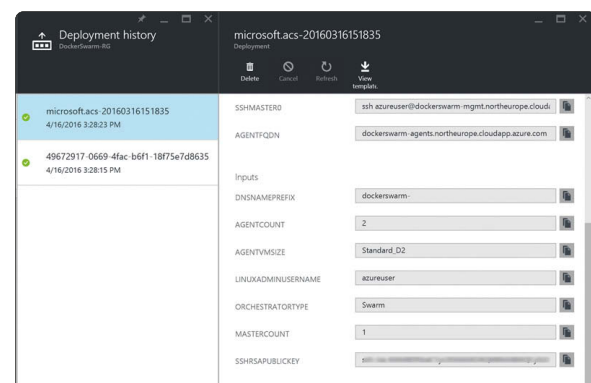 Deployment history
DockerSwarm-RG
microsoft.acs-20160316151835
4/16/2016 3:28:23 PM
49672917-0669-4fac-b6f1-18f75e7d8635
4/16/2016 3:28:15 PM
microsoft.acs-20160316151835
Deployment
Delete
Cancel
Refresh
View
template.
SSHMASTER0
ssh azureuser@dockerswarm-mgmt.northeurope.clouda
AGENTFQDN
dockerswarm-agents.northeurope.cloudapp.azure.com
Inputs
DNSNAMEPREFIX
dockerswarm-
AGENTCOUNT
2
AGENTVMSIZE
Standard_D2
LINUXADMINUSERNAME
azureuser
ORCHESTRATORTYPE
Swarm
MASTERCOUNT
1
SSHRSAPUBLICKEY